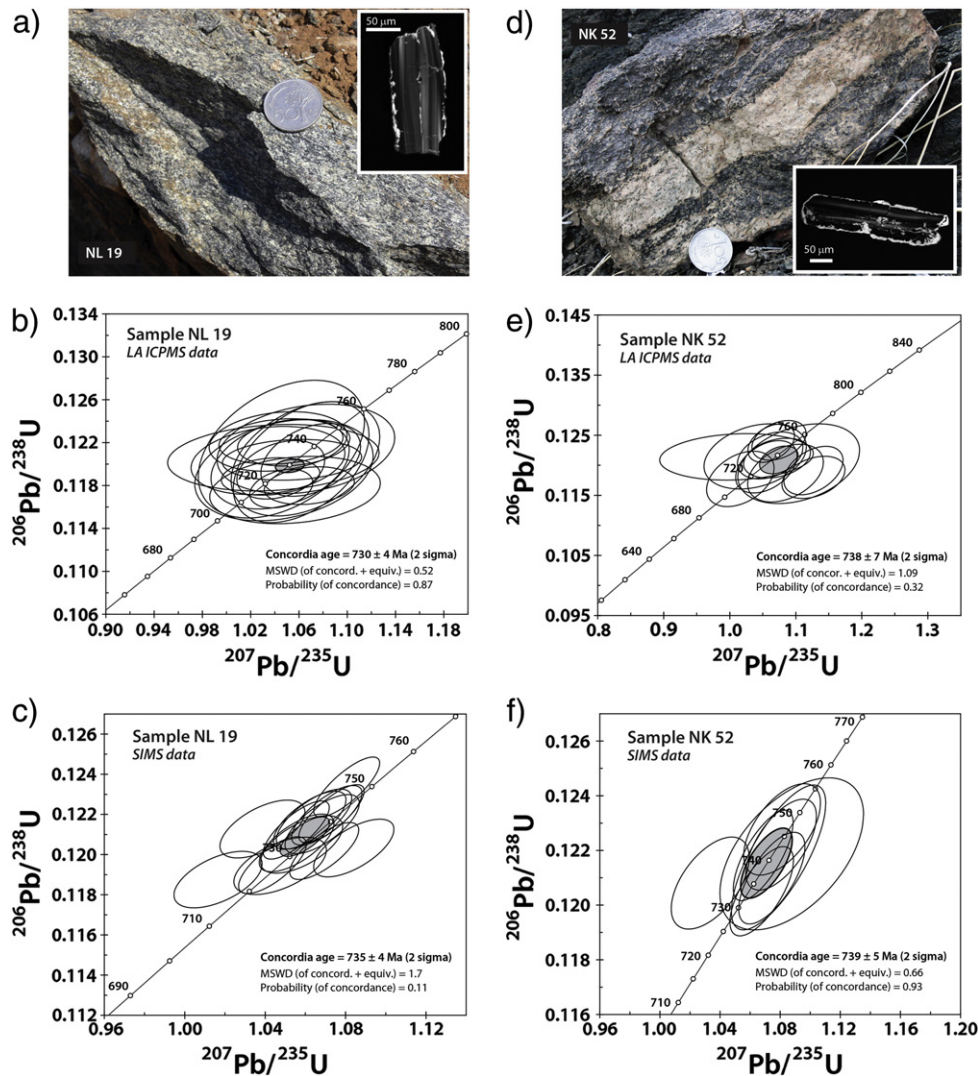 a)
50 µm
NL 19
d)
NK 52
50 µm
b)
Sample NL 19
LA ICPMS data
0.134
0.130
0.126
0.122
0.118
0.114
0.110
0.106
206Pb/238U
800
780
760
740
720
700
680
Concordia age = 730 ± 4 Ma (2 sigma)
MSWD (of concord. + equiv.) = 0.52
Probability (of concordance) = 0.87
0.90 0.94 0.98 1.02 1.06 1.10 1.14 1.18
207Pb/235U
e)
Sample NK 52
LA ICPMS data
0.145
0.135
0.125
0.115
0.105
0.095
206Pb/238U
840
800
760
720
680
640
Concordia age = 738 ± 7 Ma (2 sigma)
MSWD (of concor. + equiv.) = 1.09
Probability (of concordance) = 0.32
0.8 0.9 1.0 1.1 1.2 1.3
207Pb/235U
c)
Sample NL 19
SIMS data
0.126
0.124
0.122
0.120
0.118
0.116
0.114
0.112
206Pb/238U
760
750
730
710
690
Concordia age = 735 ± 4 Ma (2 sigma)
MSWD (of concord. + equiv.) = 1.7
Probability (of concordance) = 0.11
0.96 1.00 1.04 1.08 1.12
207Pb/235U
f)
Sample NK 52
SIMS data
0.126
0.124
0.122
0.120
0.118
0.116
206Pb/238U
770
760
750
740
730
720
710
Concordia age = 739 ± 5 Ma (2 sigma)
MSWD (of concord. + equiv.) = 0.66
Probability (of concordance) = 0.93
0.96 1.00 1.04 1.08 1.12 1.16 1.20
207Pb/235U